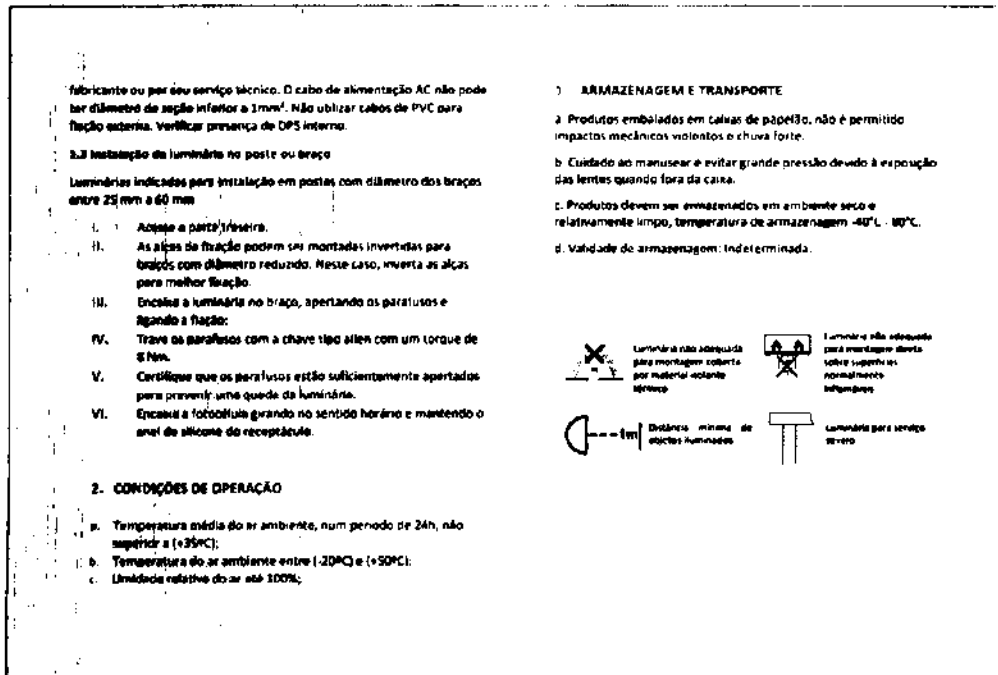 fabricante ou por seu serviço técnico. O cabo de alimentação AC não pode
ter diâmetro de seção inferior a 1mm². Não utilizar cabos de PVC para
fiação externa. Verificar presença de DPS interno.
1.3 Instalação da luminária no poste ou braço
Luminárias indicadas para instalação em postes com diâmetro dos braços
entre 25 mm a 60 mm
I. Acesse a parte traseira.
II. As alças de fixação podem ser montadas invertidas para
braços com diâmetro reduzido. Neste caso, inverta as alças
para melhor fixação.
III. Encaixe a luminária no braço, apertando os parafusos e
ligando a fiação;
IV. Trave os parafusos com a chave tipo allen com um torque de
8 Nm.
V. Certifique que os parafusos estão suficientemente apertados
para prevenir uma queda da luminária.
VI. Encaixe a fotocélula girando no sentido horário e mantendo o
anel de silicone do receptáculo.
2. CONDIÇÕES DE OPERAÇÃO
a. Temperatura média do ar ambiente, num período de 24h, não
superior a (+35ºC);
b. Temperatura do ar ambiente entre (-20ºC) e (+50ºC);
c. Umidade relativa do ar até 100%;
ARMAZENAGEM E TRANSPORTE
a. Produtos embalados em caixas de papelão, não é permitido
impactos mecânicos violentos e chuva forte.
b. Cuidado ao manusear e evitar grande pressão devido à exposição
das lentes quando fora da caixa.
c. Produtos devem ser armazenados em ambiente seco e
relativamente limpo, temperatura de armazenagem -40°C - 80°C.
d. Validade de armazenagem: Indeterminada.
Luminária não adequada
para montagem coberta
por material isolante
térmico
Luminária não adequada
para montagem direta
sobre superfícies
normalmente
inflamáveis
1m
Distância mínima de
objetos iluminados
Luminária para serviço
severo